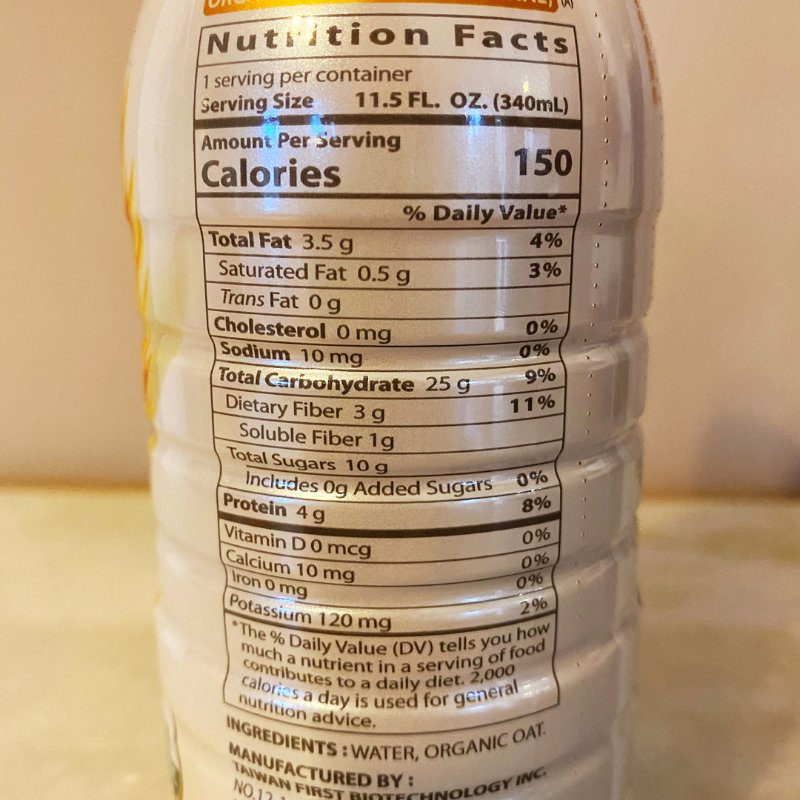 Nutrition Facts
1 serving per container
Serving Size 11.5 FL. OZ. (340mL)
Amount Per Serving
Calories 150
% Daily Value*
Total Fat 3.5 g 4%
Saturated Fat 0.5 g 3%
Trans Fat 0 g
Cholesterol 0 mg 0%
Sodium 10 mg 0%
Total Carbohydrate 25 g 9%
Dietary Fiber 3 g 11%
Soluble Fiber 1g
Total Sugars 10 g
Includes 0g Added Sugars 0%
Protein 4 g 8%
Vitamin D 0 mcg 0%
Calcium 10 mg 0%
Iron 0 mg 0%
Potassium 120 mg 2%
*The % Daily Value (DV) tells you how
much a nutrient in a serving of food
contributes to a daily diet. 2,000
calories a day is used for general
nutrition advice.
INGREDIENTS : WATER, ORGANIC OAT.
MANUFACTURED BY :
TAIWAN FIRST BIOTECHNOLOGY INC.